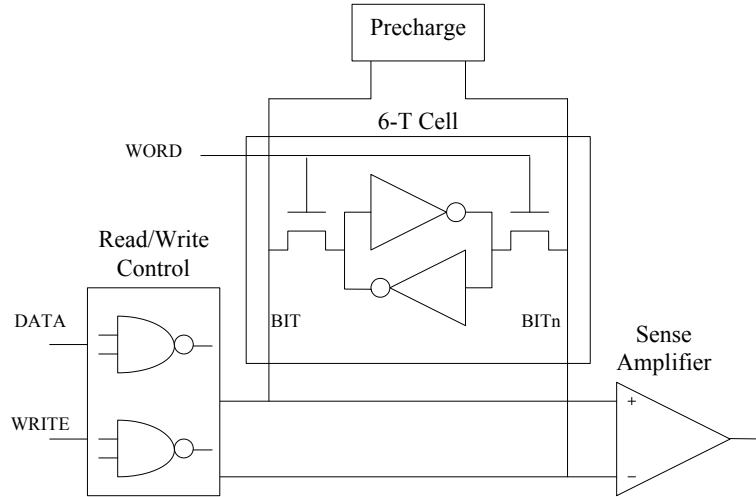 Precharge
6-T Cell
WORD
Read/Write
Control
DATA
BIT
BITn
Sense
Amplifier
WRITE
+
−